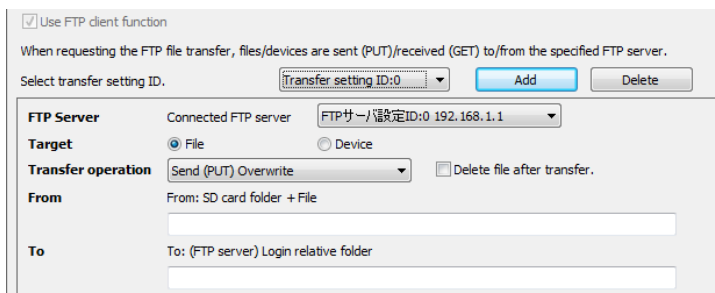 Use FTP client function
When requesting the FTP file transfer, files/devices are sent (PUT)/received (GET) to/from the specified FTP server.
Select transfer setting ID. Transfer setting ID:0 Add Delete
FTP Server Connected FTP server FTPサーバ設定ID:0 192.168.1.1
Target File Device
Transfer operation Send (PUT) Overwrite Delete file after transfer.
From From: SD card folder + File
To To: (FTP server) Login relative folder